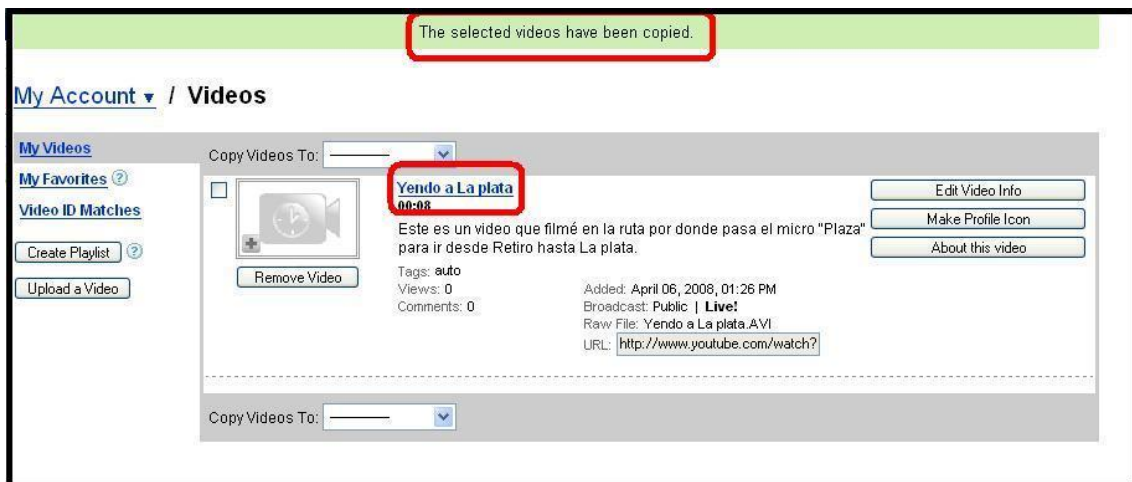 The selected videos have been copied.
My Account / Videos
My Videos
My Favorites ?
Video ID Matches
Create Playlist ?
Upload a Video
Copy Videos To:
Yendo a La plata
00:08
Este es un video que filmé en la ruta por donde pasa el micro "Plaza"
para ir desde Retiro hasta La plata.
Remove Video
Tags: auto
Views: 0
Comments: 0
Added: April 06, 2008, 01:26 PM
Broadcast: Public | Live!
Raw File: Yendo a La plata.AVI
URL: http://www.youtube.com/watch?
Edit Video Info
Make Profile Icon
About this video
Copy Videos To: